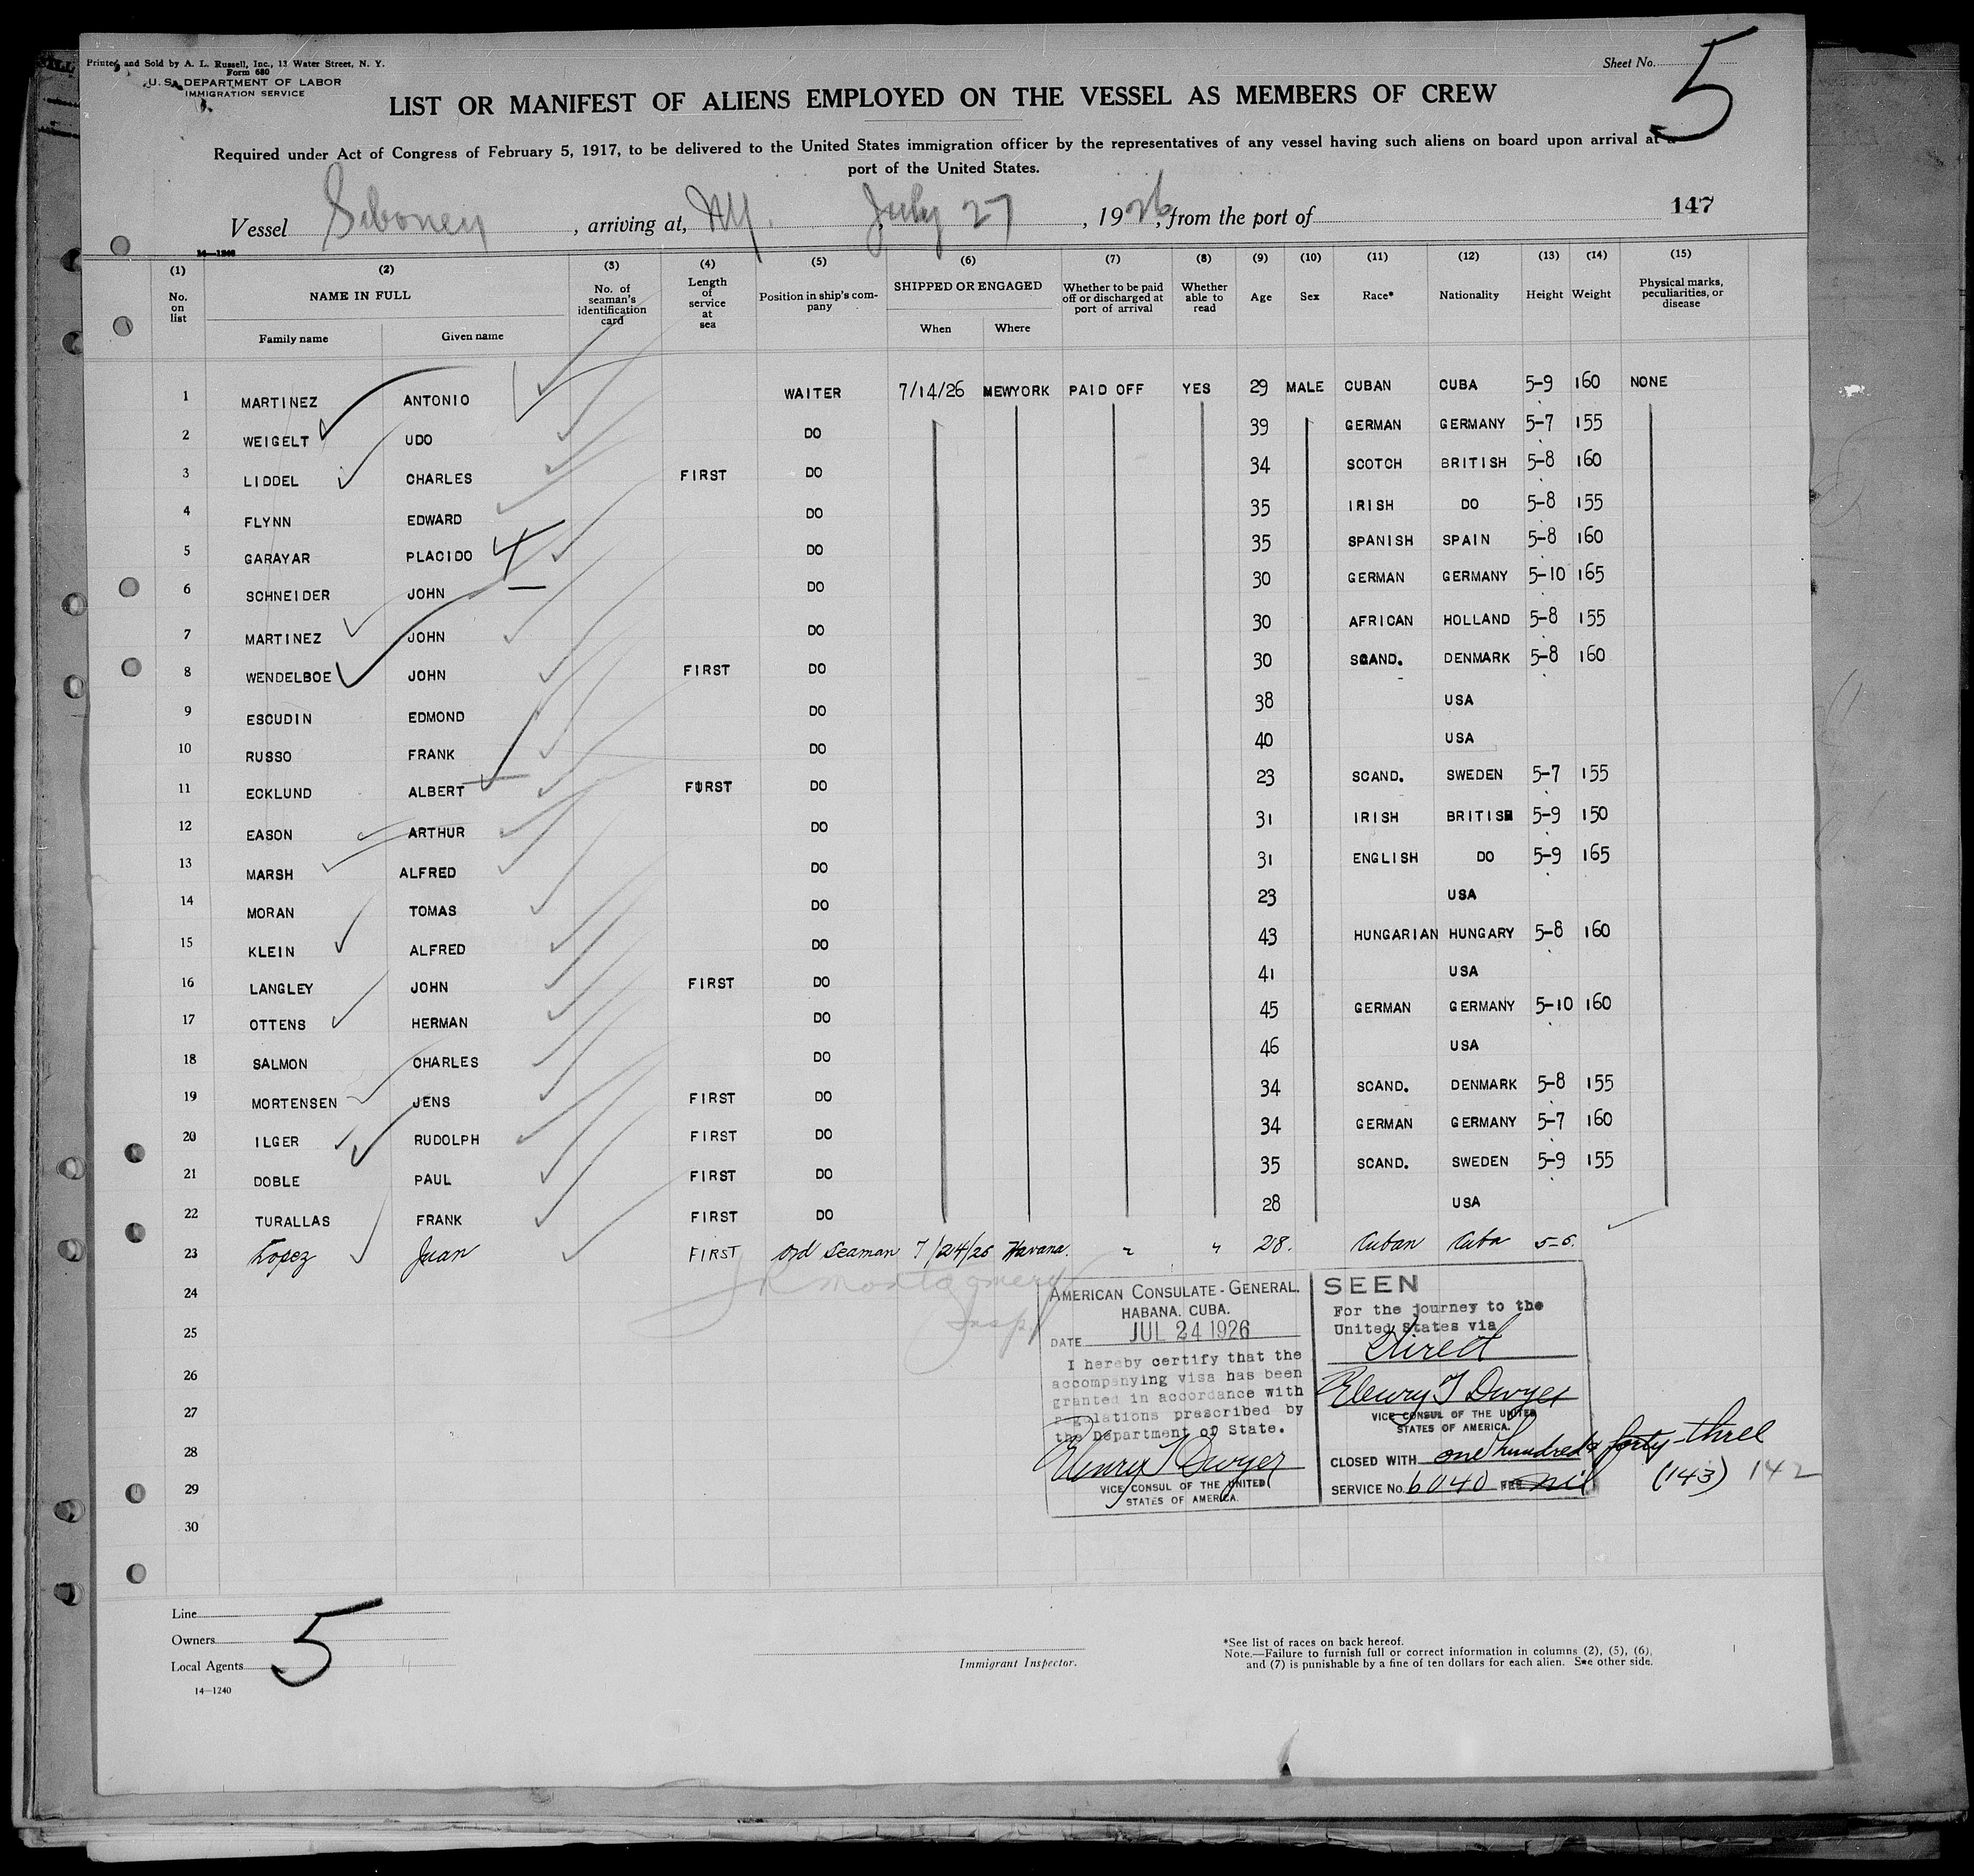 Printed and Sold by A. L. Russell, Inc., 13 Water Street, N. Y.
Form 680
U. S. DEPARTMENT OF LABOR
IMMIGRATION SERVICE
Sheet No. 5
LIST OR MANIFEST OF ALIENS EMPLOYED ON THE VESSEL AS MEMBERS OF CREW
Required under Act of Congress of February 5, 1917, to be delivered to the United States immigration officer by the representatives of any vessel having such aliens on board upon arrival at a
port of the United States.
Vessel Siboney, arriving at, NY. July 27, 1926, from the port of 147
14—1240
(1) No. on list (2) NAME IN FULL Family name Given name (3) No. of seaman's identification card (4) Length of service at sea (5) Position in ship's company (6) SHIPPED OR ENGAGED When Where (7) Whether to be paid off or discharged at port of arrival (8) Whether able to read (9) Age (10) Sex (11) Race* (12) Nationality (13) Height (14) Weight (15) Physical marks, peculiarities, or disease
1 MARTINEZ ANTONIO WAITER 7/14/26 MEWYORK PAID OFF YES 29 MALE CUBAN CUBA 5-9 160 NONE
2 WEIGELT UDO DO 39 GERMAN GERMANY 5-7 155
3 LIDDEL CHARLES FIRST DO 34 SCOTCH BRITISH 5-8 160
4 FLYNN EDWARD DO 35 IRISH DO 5-8 155
5 GARAYAR PLACIDO DO 35 SPANISH SPAIN 5-8 160
6 SCHNEIDER JOHN DO 30 GERMAN GERMANY 5-10 165
7 MARTINEZ JOHN DO 30 AFRICAN HOLLAND 5-8 155
8 WENDELBOE JOHN FIRST DO 30 SCAND. DENMARK 5-8 160
9 ESCUDIN EDMOND DO 38 USA
10 RUSSO FRANK DO 40 USA
11 ECKLUND ALBERT FIRST DO 23 SCAND. SWEDEN 5-7 155
12 EASON ARTHUR DO 31 IRISH BRITISH 5-9 150
13 MARSH ALFRED DO 31 ENGLISH DO 5-9 165
14 MORAN TOMAS DO 23 USA
15 KLEIN ALFRED DO 43 HUNGARIAN HUNGARY 5-8 160
16 LANGLEY JOHN FIRST DO 41 USA
17 OTTENS HERMAN DO 45 GERMAN GERMANY 5-10 160
18 SALMON CHARLES DO 46 USA
19 MORTENSEN JENS FIRST DO 34 SCAND. DENMARK 5-8 155
20 ILGER RUDOLPH FIRST DO 34 GERMAN GERMANY 5-7 160
21 DOBLE PAUL FIRST DO 35 SCAND. SWEDEN 5-9 155
22 TURALLAS FRANK FIRST DO 28 USA
23 Lopez Juan FIRST Ord Seaman 7/24/26 Havana. " " 28. Cuban Cuba 5-6.
24
25
26
27
28
29
30
Montgomery
Insp.
AMERICAN CONSULATE-GENERAL.
HABANA. CUBA.
DATE JUL 24 1926
I hereby certify that the
accompanying visa has been
granted in accordance with
regulations prescribed by
the Department of State.
Henry T Dwyer
VICE CONSUL OF THE UNITED
STATES OF AMERICA.
SEEN
For the journey to the
United States via
Direct
Henry T Dwyer
VICE CONSUL OF THE UNITED
STATES OF AMERICA.
CLOSED WITH one hundred & forty-three
(143) 142
SERVICE No. 6040 FEE nil
Line
Owners
Local Agents
5
14—1240
Immigrant Inspector.
*See list of races on back hereof.
Note.—Failure to furnish full or correct information in columns (2), (5), (6),
and (7) is punishable by a fine of ten dollars for each alien. See other side.